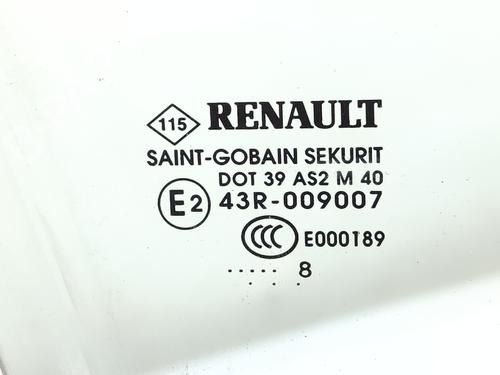 115 RENAULT
SAINT-GOBAIN SEKURIT
DOT 39 AS2 M 40
E2 43R-009007
CCC E000189
..... 8
. . .